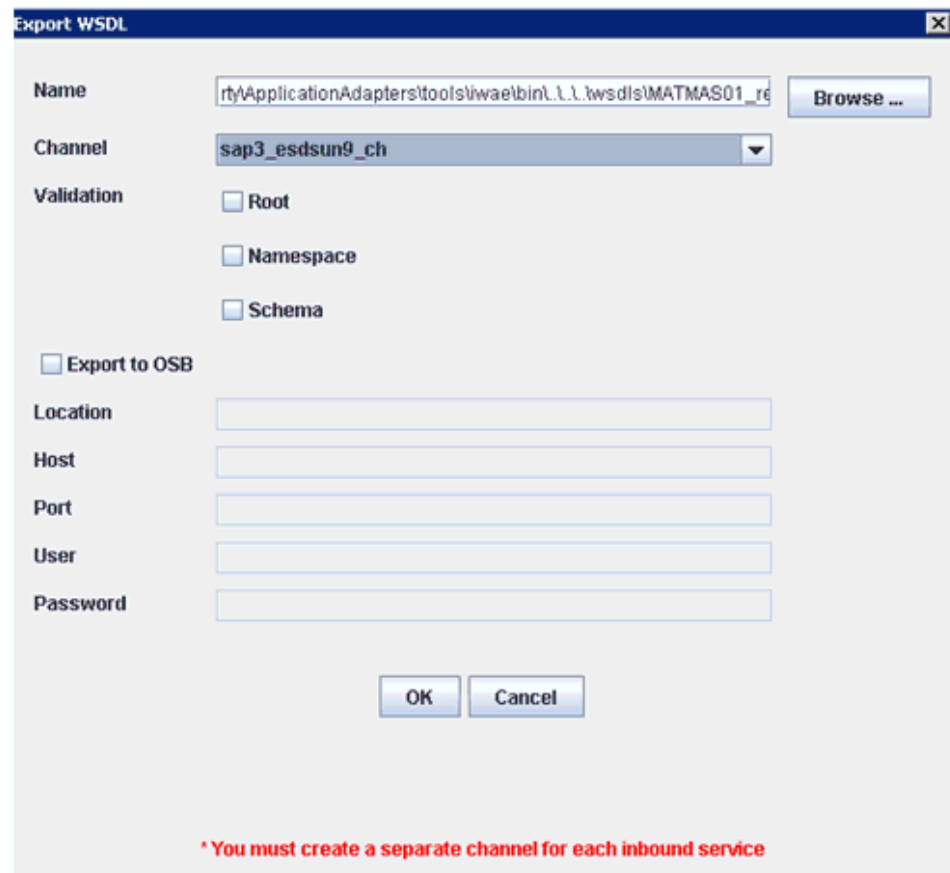 Export WSDL
Name rty\ApplicationAdapters\tools\iwae\bin\..\..\..\wsdls\MATMAS01_re Browse ...
Channel sap3_esdsun9_ch
Validation Root
Namespace
Schema
Export to OSB
Location
Host
Port
User
Password
OK Cancel
* You must create a separate channel for each inbound service